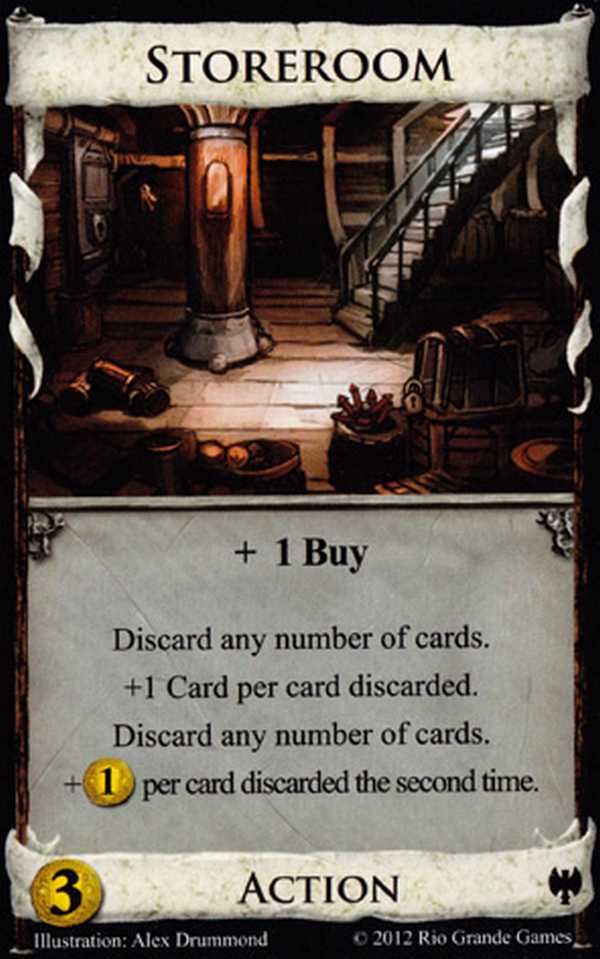 STOREROOM
+ 1 Buy
Discard any number of cards.
+1 Card per card discarded.
Discard any number of cards.
+1 per card discarded the second time.
3 ACTION
Illustration: Alex Drummond © 2012 Rio Grande Games